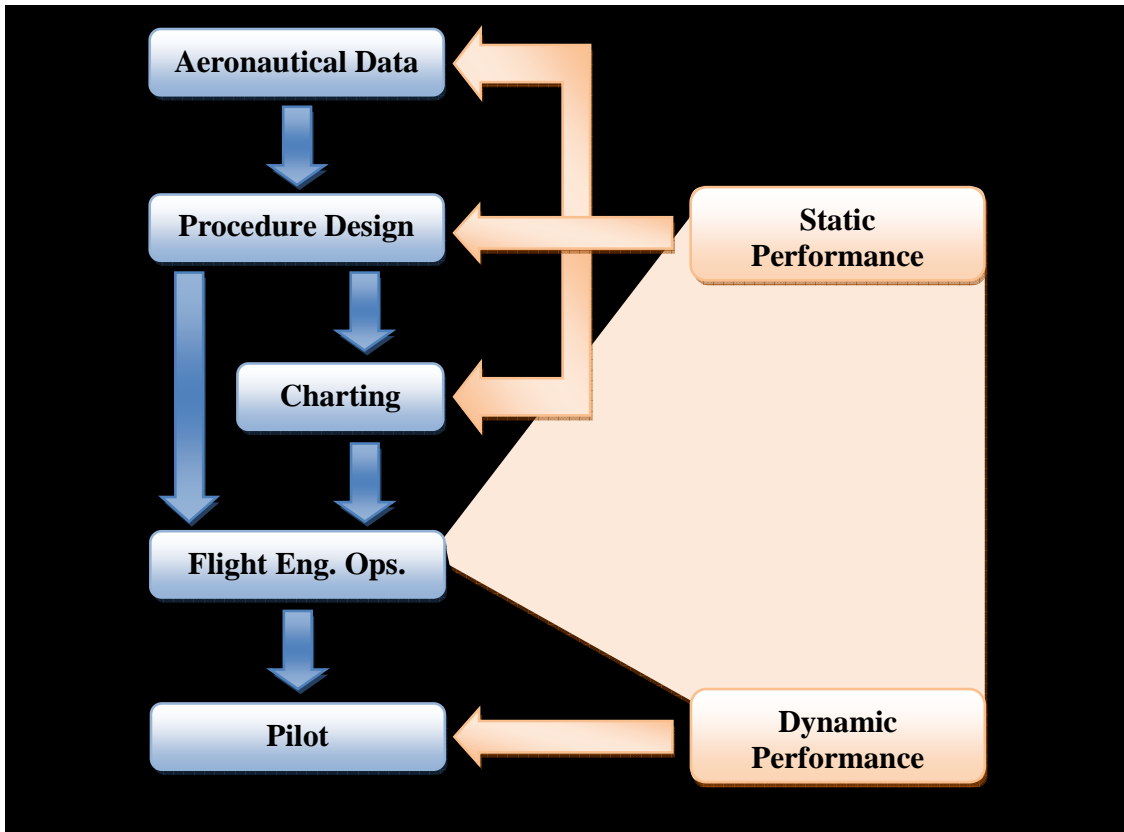 Aeronautical Data
Procedure Design
Static
Performance
Charting
Flight Eng. Ops.
Pilot
Dynamic
Performance